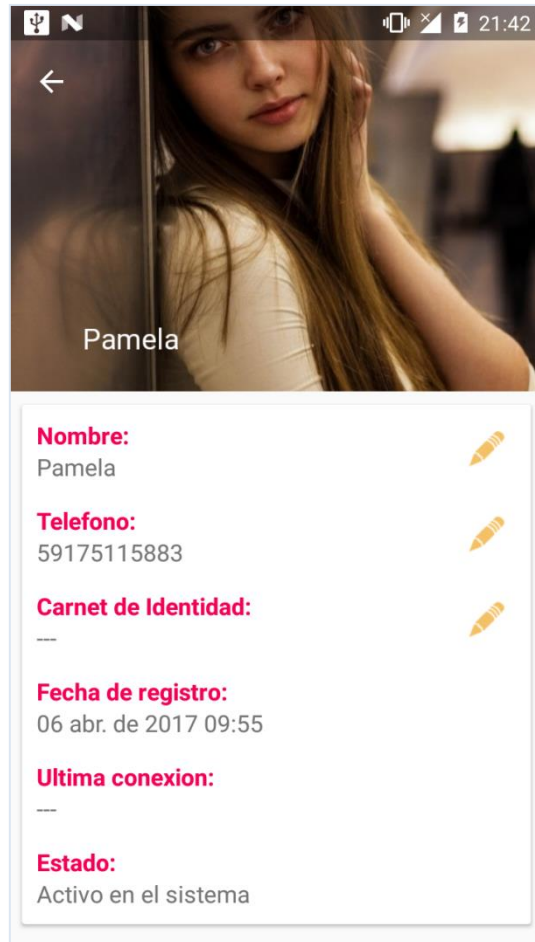 21:42
Pamela
Nombre:
Pamela
Telefono:
59175115883
Carnet de Identidad:
---
Fecha de registro:
06 abr. de 2017 09:55
Ultima conexion:
---
Estado:
Activo en el sistema